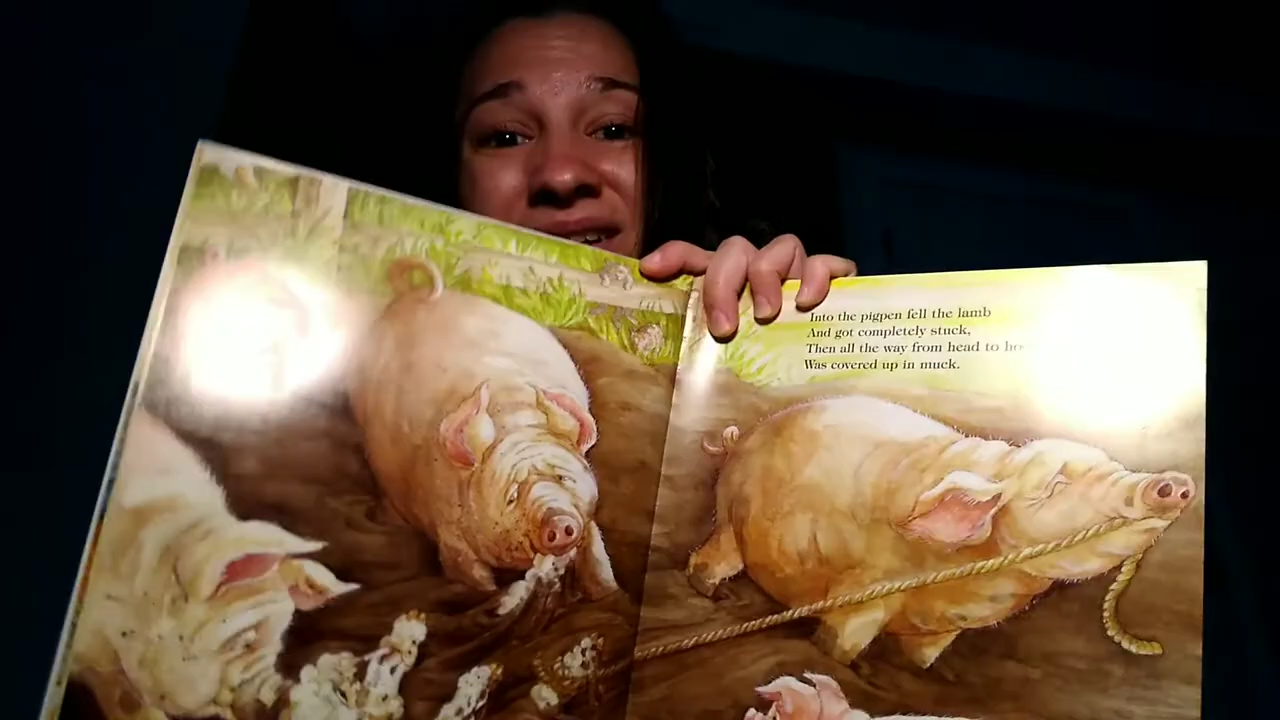 Into the pigpen fell the lamb
And got completely stuck,
Then all the way from head to
Was covered up in muck.